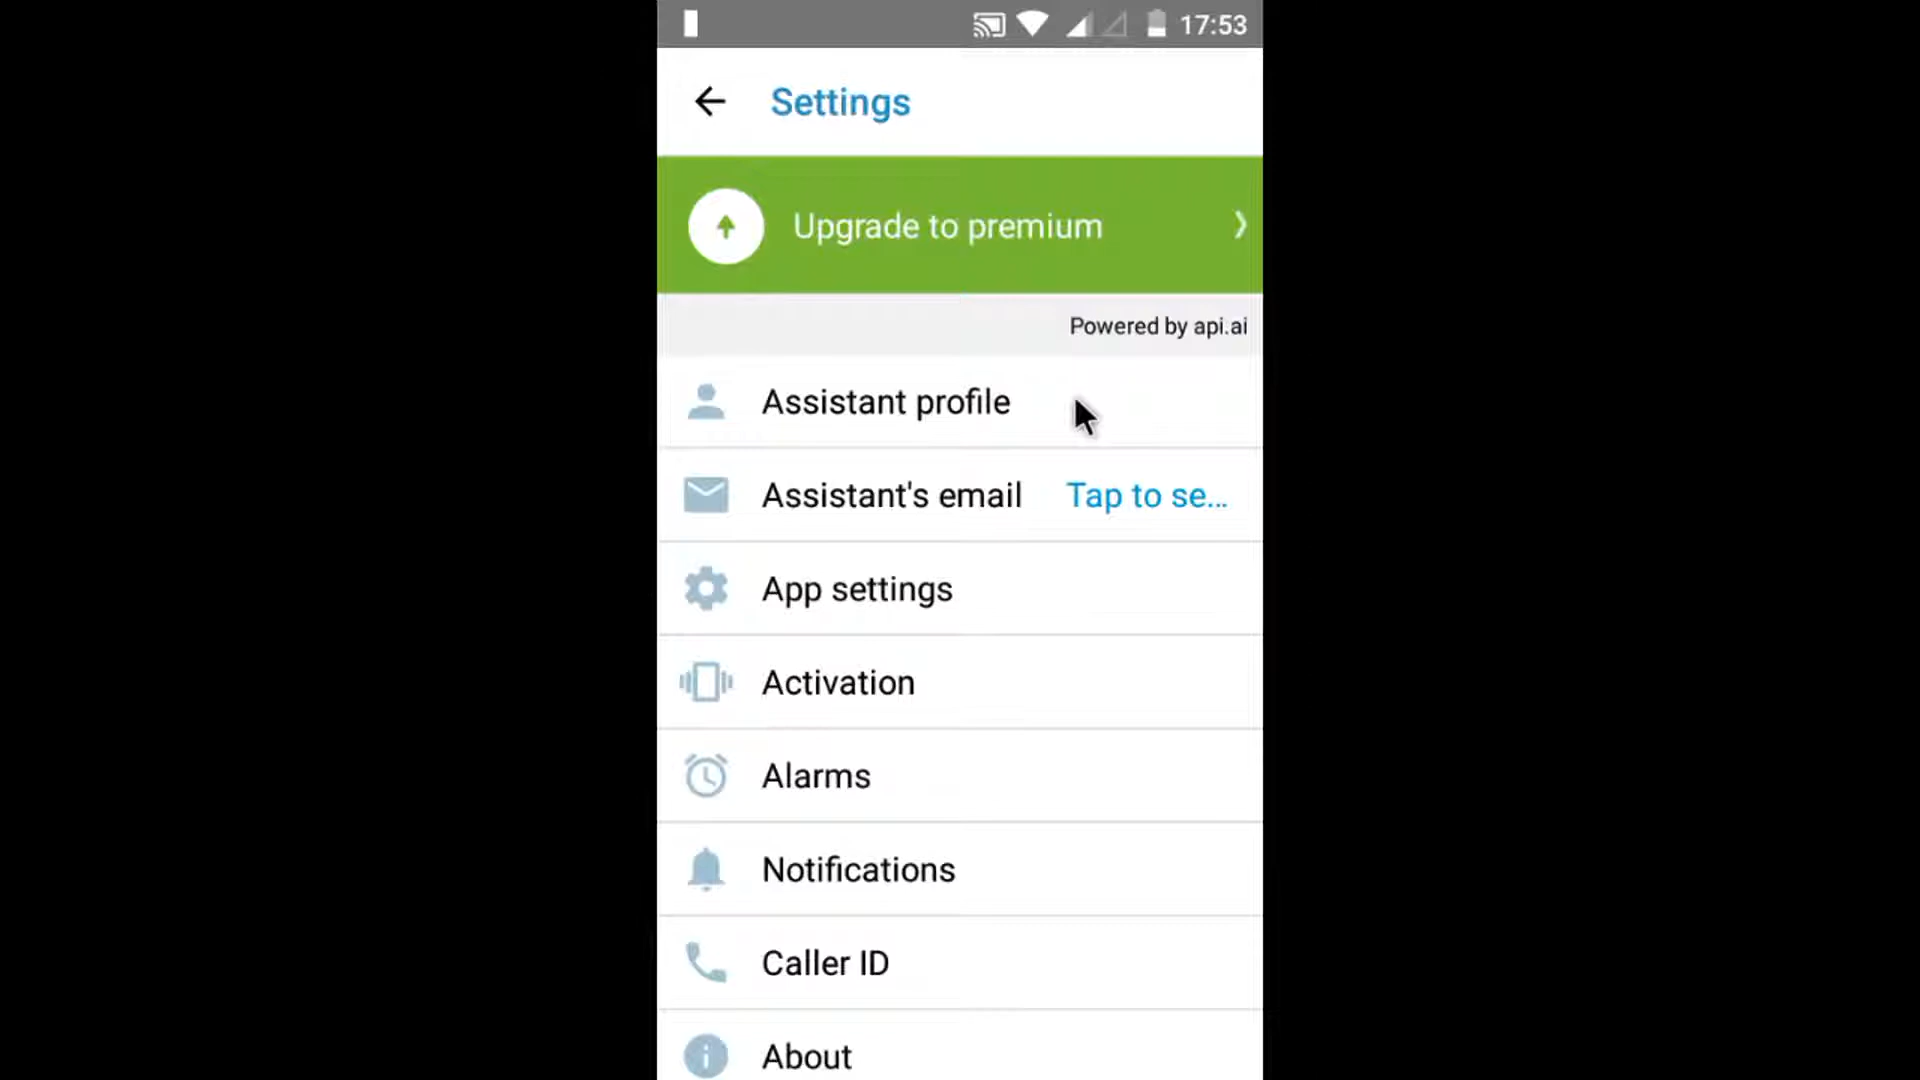 17:53
Settings
Upgrade to premium
Powered by api.ai
Assistant profile
Assistant's email Tap to se...
App settings
Activation
Alarms
Notifications
Caller ID
About